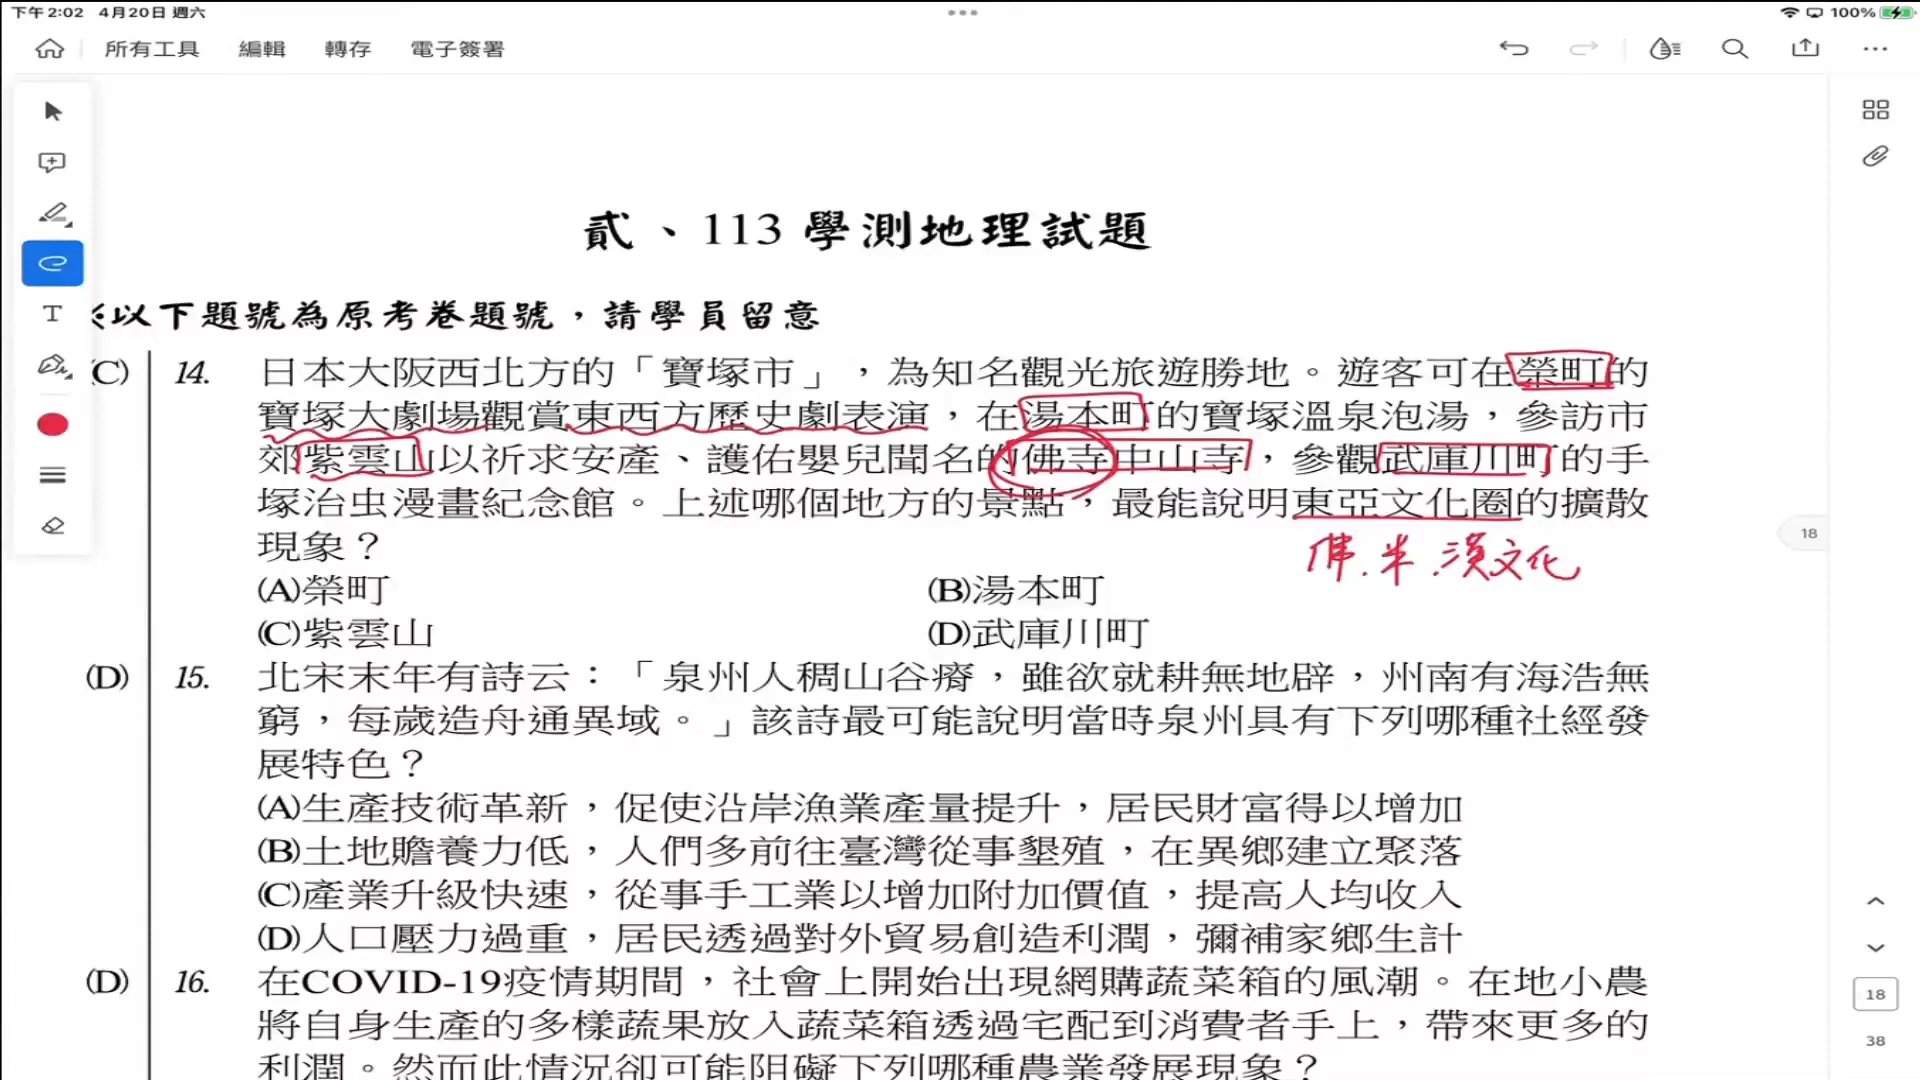 下午2:02 4月20日 週六
100%
所有工具 編輯 轉存 電子簽署
貳、113學測地理試題
※以下題號為原考卷題號，請學員留意
(C) 14. 日本大阪西北方的「寶塚市」，為知名觀光旅遊勝地。遊客可在榮町的
寶塚大劇場觀賞東西方歷史劇表演，在湯本町的寶塚溫泉泡湯，參訪市
郊紫雲山以祈求安產、護佑嬰兒聞名的佛寺中山寺，參觀武庫川町的手
塚治虫漫畫紀念館。上述哪個地方的景點，最能說明東亞文化圈的擴散
現象？
佛.米.漢文化
(A)榮町 (B)湯本町
(C)紫雲山 (D)武庫川町
(D) 15. 北宋末年有詩云：「泉州人稠山谷瘠，雖欲就耕無地辟，州南有海浩無
窮，每歲造舟通異域。」該詩最可能說明當時泉州具有下列哪種社經發
展特色？
(A)生產技術革新，促使沿岸漁業產量提升，居民財富得以增加
(B)土地贍養力低，人們多前往臺灣從事墾殖，在異鄉建立聚落
(C)產業升級快速，從事手工業以增加附加價值，提高人均收入
(D)人口壓力過重，居民透過對外貿易創造利潤，彌補家鄉生計
(D) 16. 在COVID-19疫情期間，社會上開始出現網購蔬菜箱的風潮。在地小農
將自身生產的多樣蔬果放入蔬菜箱透過宅配到消費者手上，帶來更多的
利潤。然而此情況卻可能阻礙下列哪種農業發展現象？
18
18
38